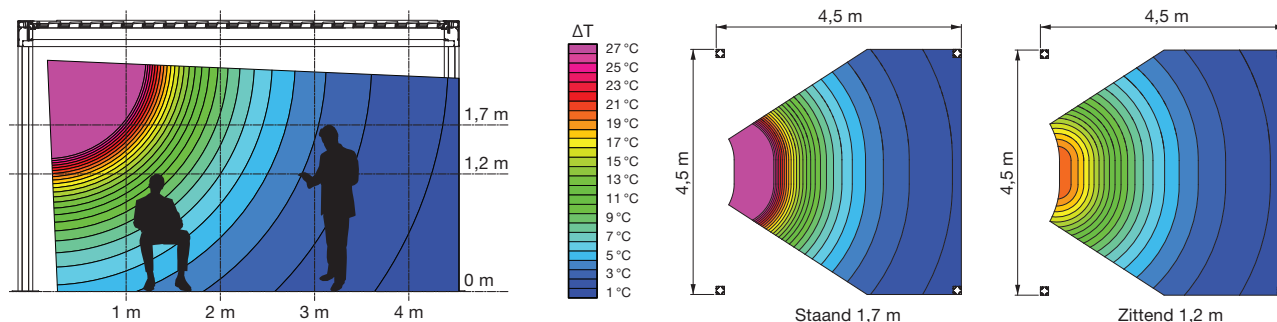 1,7 m
1,2 m
0 m
1 m
2 m
3 m
4 m
ΔT
27 °C
25 °C
23 °C
21 °C
19 °C
17 °C
15 °C
13 °C
11 °C
9 °C
7 °C
5 °C
3 °C
1 °C
4,5 m
4,5 m
Staand 1,7 m
4,5 m
4,5 m
Zittend 1,2 m